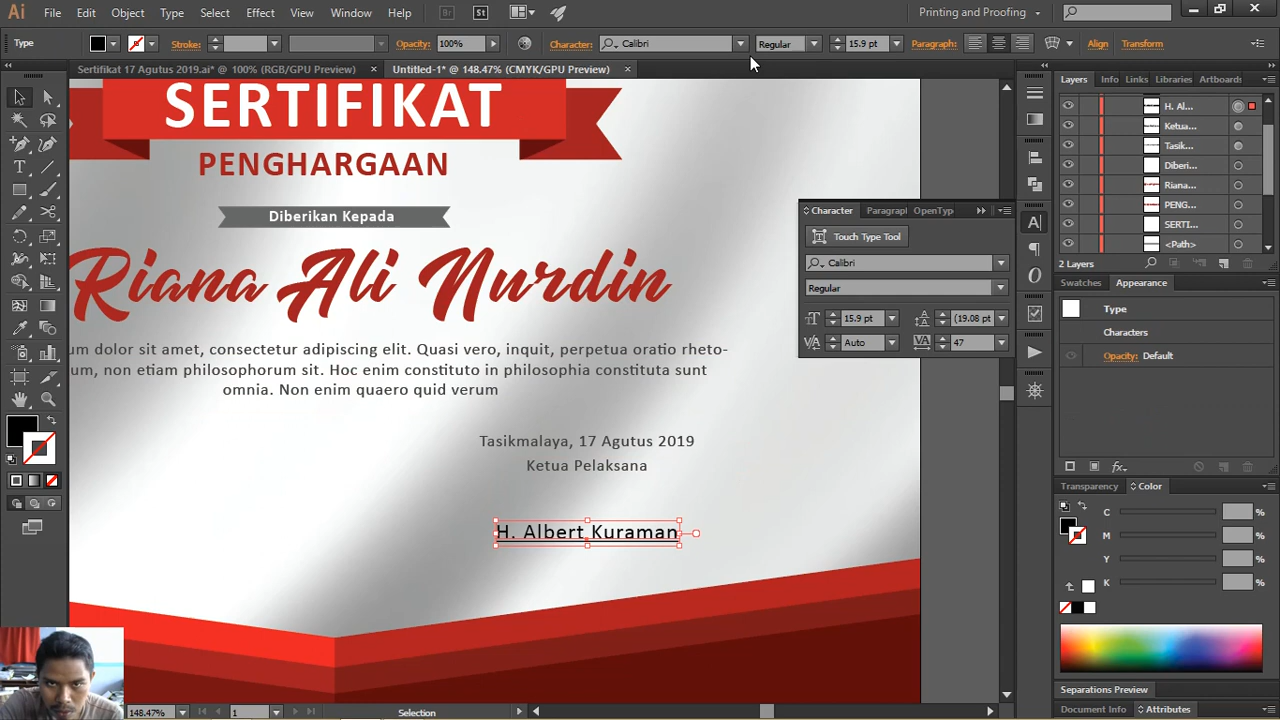 Ai File Edit Object Type Select Effect View Window Help Br St Printing and Proofing
Type Stroke: Opacity: 100% Character: Calibri Regular 15.9 pt Paragraph: Align Transform
Sertifikat 17 Agutus 2019.ai* @ 100% (RGB/GPU Preview) × Untitled-1* @ 148.47% (CMYK/GPU Preview) ×
Layers Info Links Libraries Artboards
H. Al...
Ketua...
Tasik...
Diberi...
Riana...
PENG...
SERTI...
<Path>
2 Layers
Swatches Appearance
Type
Characters
Opacity: Default
fx
Transparency Color
C %
M %
Y %
K %
Separations Preview
Document Info Attributes
Character Paragraph OpenTyp
Touch Type Tool
Calibri
Regular
15.9 pt (19.08 pt
Auto 47
SERTIFIKAT
PENGHARGAAN
Diberikan Kepada
Riana Ali Nurdin
um dolor sit amet, consectetur adipiscing elit. Quasi vero, inquit, perpetua oratio rheto-
um, non etiam philosophorum sit. Hoc enim constituto in philosophia constituta sunt
omnia. Non enim quaero quid verum
Tasikmalaya, 17 Agutus 2019
Ketua Pelaksana
H. Albert Kuraman
148.47% 1 Selection